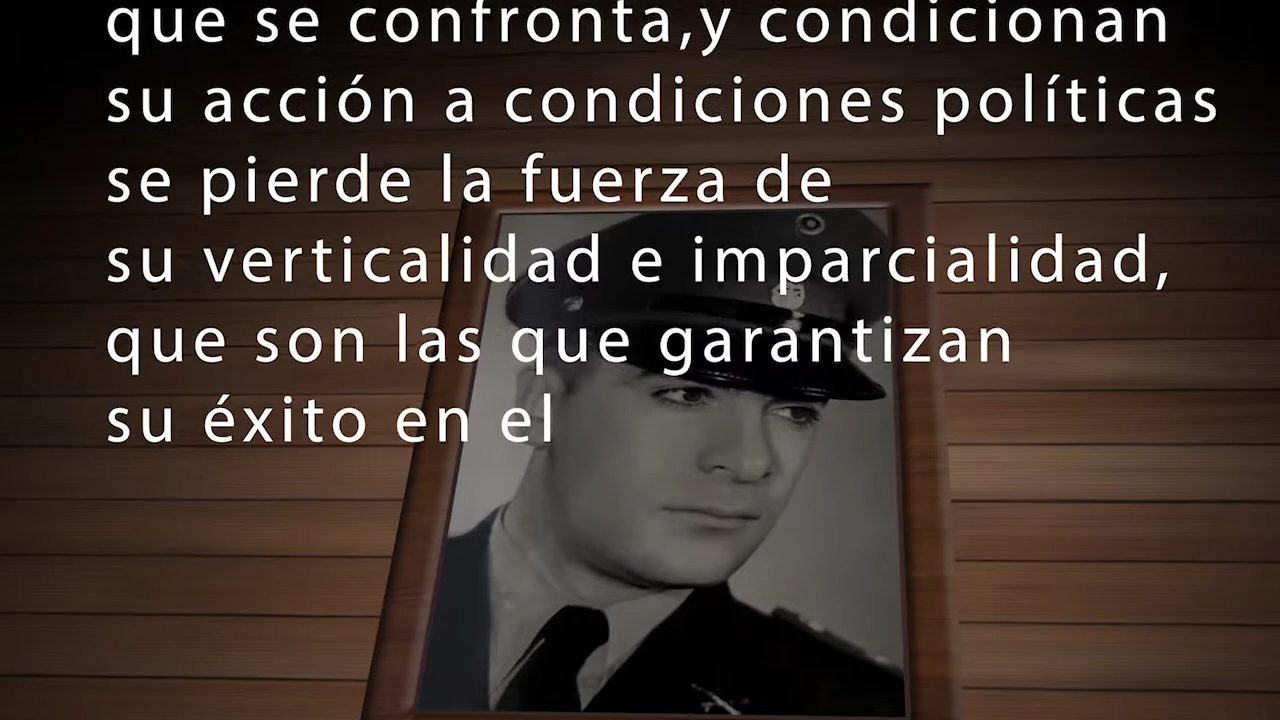 que se confronta,y condicionan
su acción a condiciones políticas
se pierde la fuerza de
su verticalidad e imparcialidad,
que son las que garantizan
su éxito en el